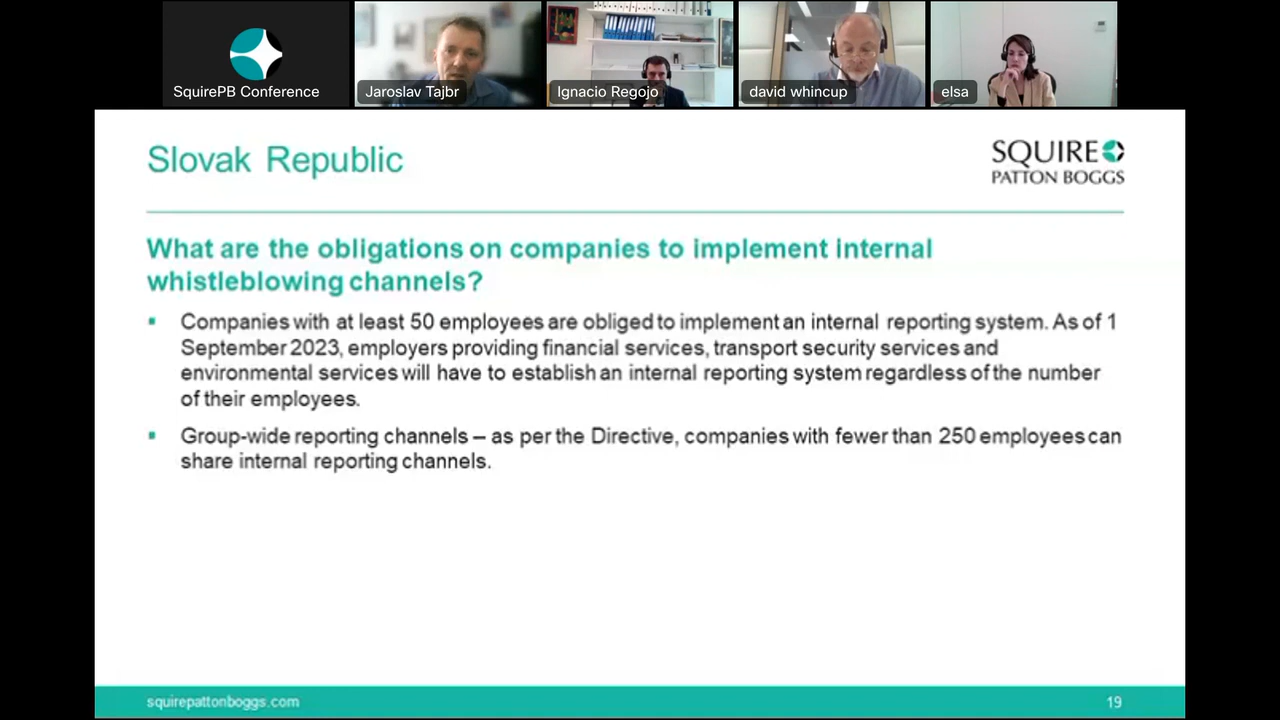 SquirePB Conference
Jaroslav Tajbr
Ignacio Regojo
david whincup
elsa
Slovak Republic
SQUIRE
PATTON BOGGS
What are the obligations on companies to implement internal
whistleblowing channels?
Companies with at least 50 employees are obliged to implement an internal reporting system. As of 1
September 2023, employers providing financial services, transport security services and
environmental services will have to establish an internal reporting system regardless of the number
of their employees.
Group-wide reporting channels – as per the Directive, companies with fewer than 250 employees can
share internal reporting channels.
squirepattonboggs.com
19